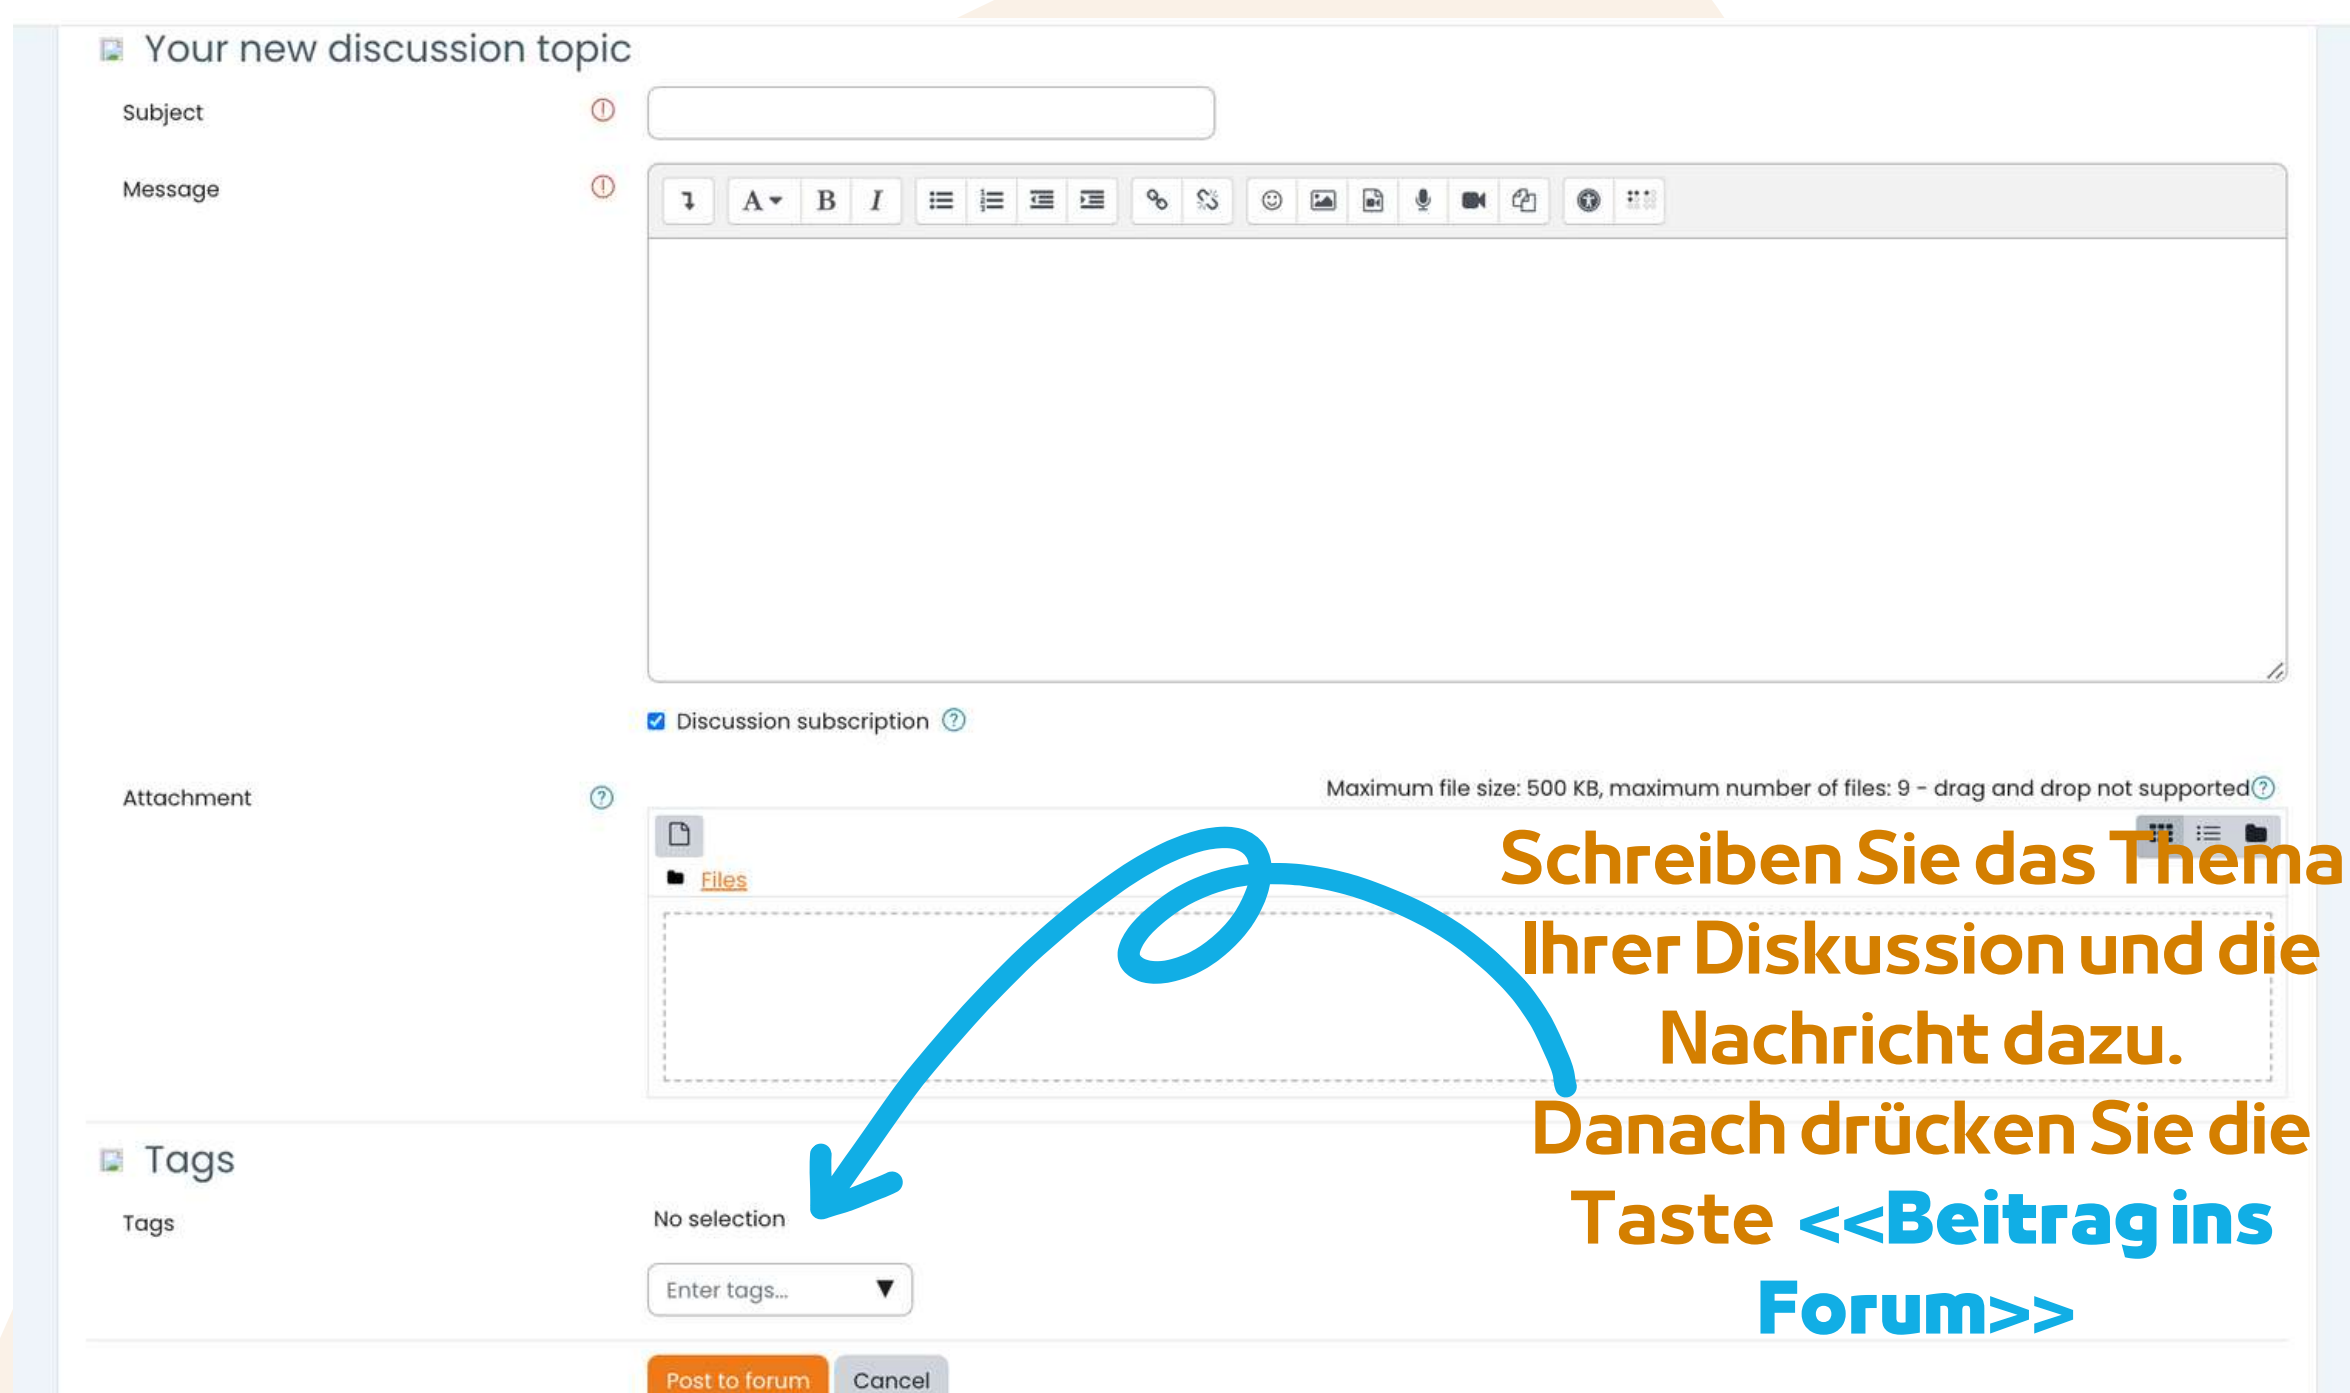 Your new discussion topic
Subject
Message
Discussion subscription
Attachment
Maximum file size: 500 KB, maximum number of files: 9 - drag and drop not supported
Files
Schreiben Sie das Thema
Ihrer Diskussion und die
Nachricht dazu.
Danach drücken Sie die
Taste <<Beitrag ins
Forum>>
Tags
Tags
No selection
Enter tags...
Post to forum
Cancel